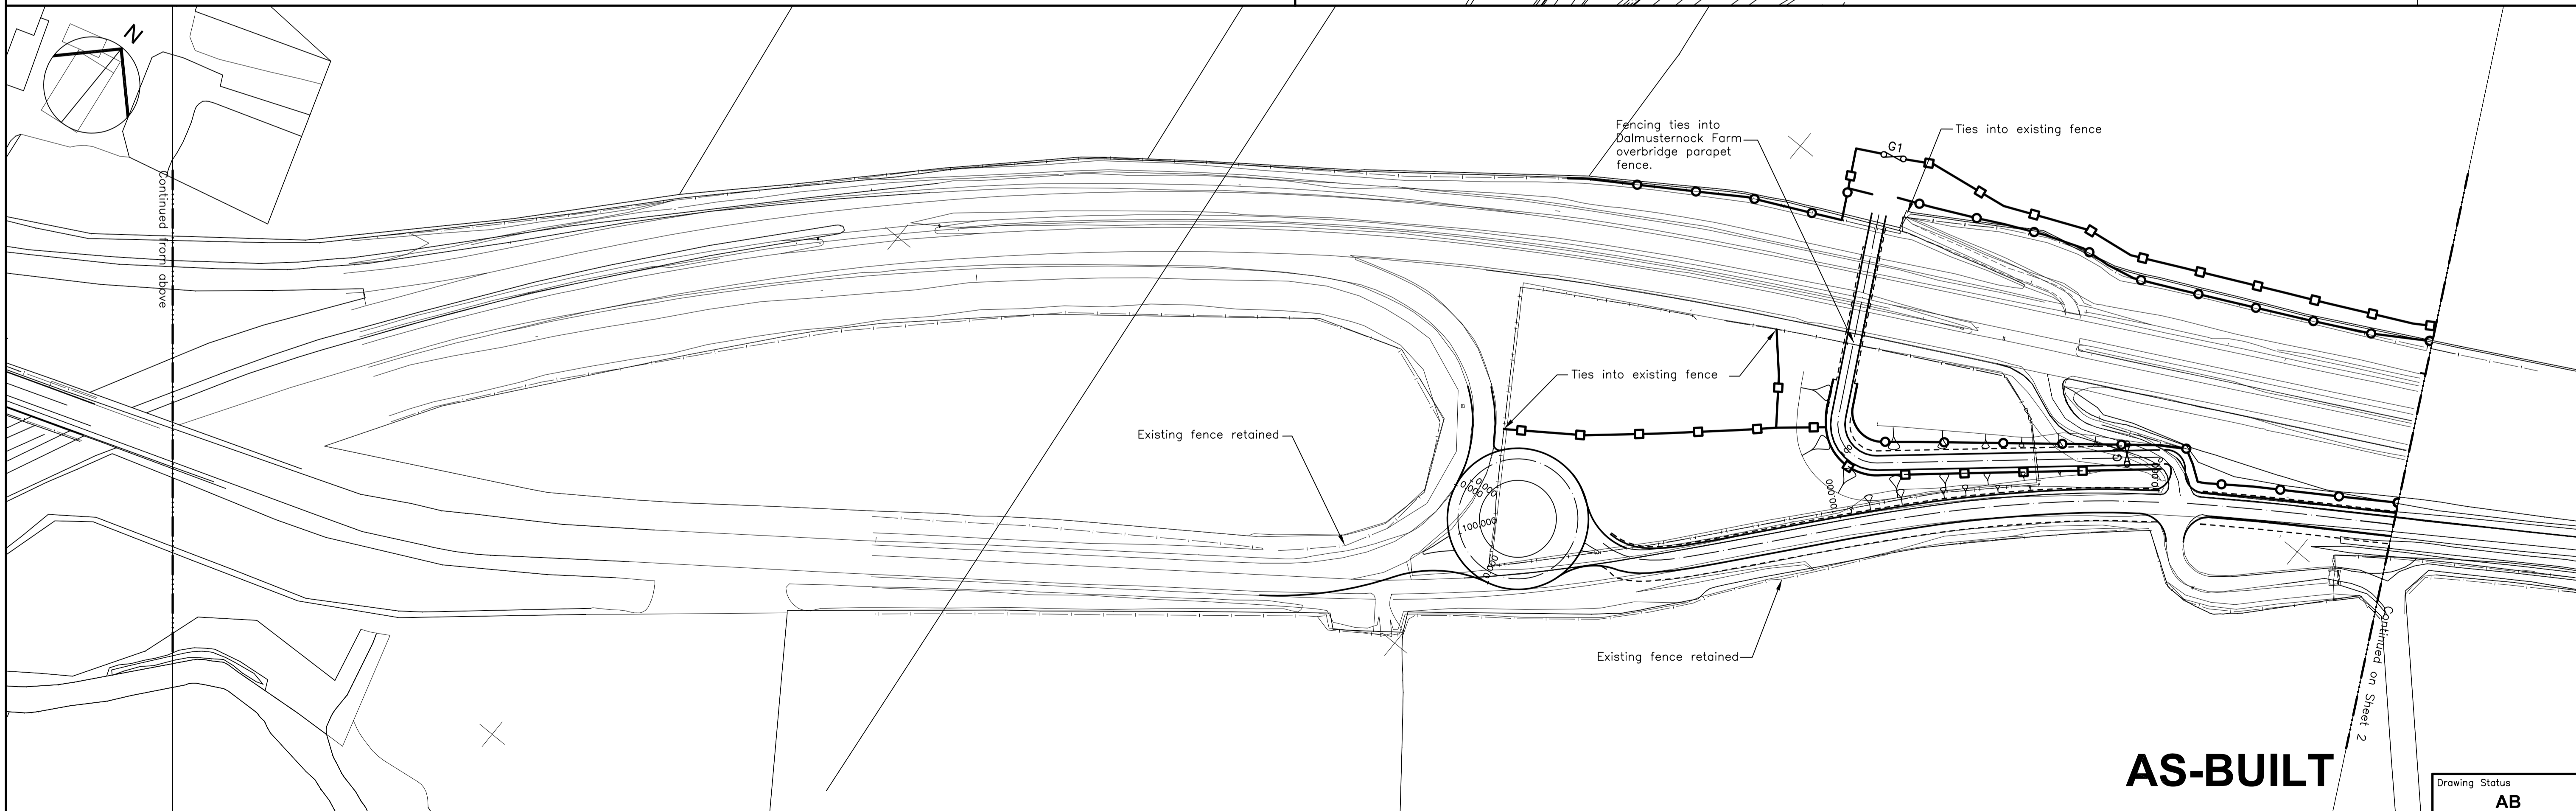 N
Continued from above
Fencing ties into
Dalmusternock Farm
overbridge parapet
fence.
G1
Ties into existing fence
Ties into existing fence
Existing fence retained
100.000
Existing fence retained
Continued on Sheet 2
AS-BUILT
Drawing Status
AB